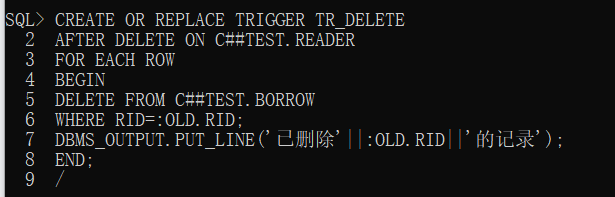 SQL> CREATE OR REPLACE TRIGGER TR_DELETE
2 AFTER DELETE ON C##TEST.READER
3 FOR EACH ROW
4 BEGIN
5 DELETE FROM C##TEST.BORROW
6 WHERE RID=:OLD.RID;
7 DBMS_OUTPUT.PUT_LINE('已删除'||:OLD.RID||'的记录');
8 END;
9 /